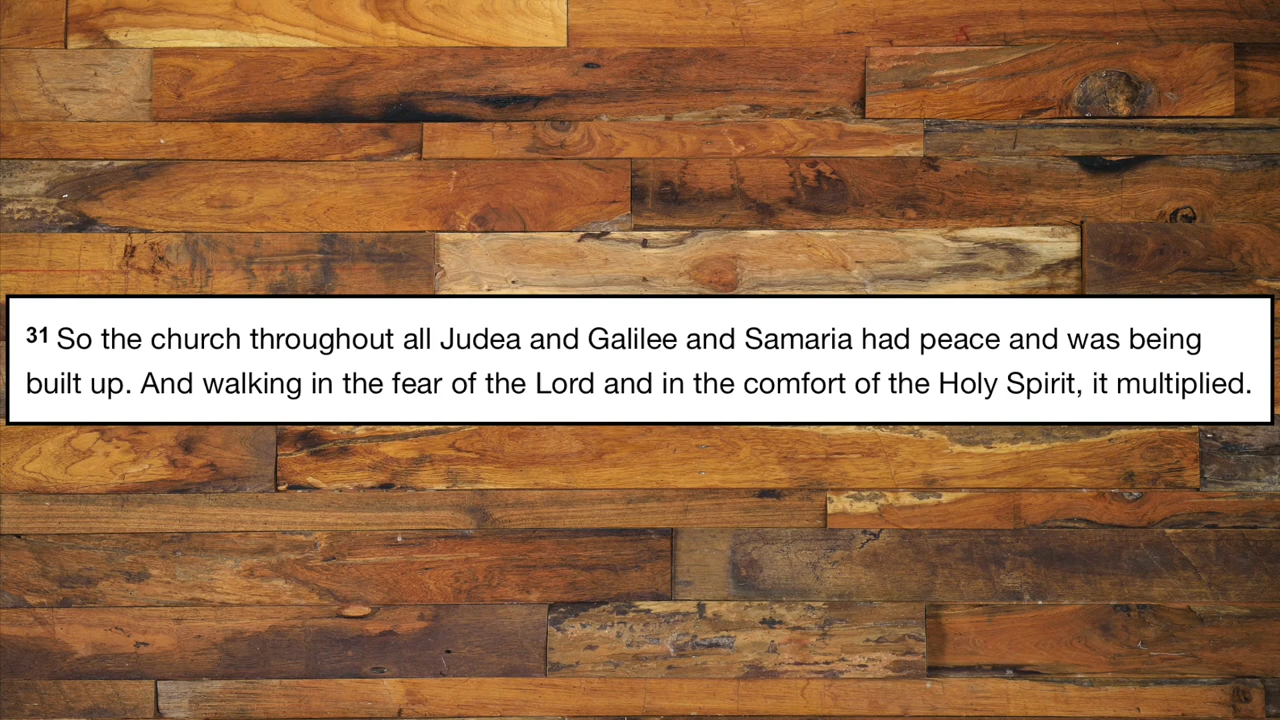 31 So the church throughout all Judea and Galilee and Samaria had peace and was being
built up. And walking in the fear of the Lord and in the comfort of the Holy Spirit, it multiplied.